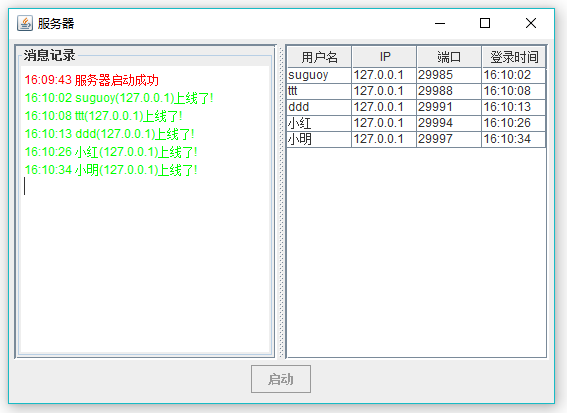 服务器
消息记录
16:09:43 服务器启动成功
16:10:02 suguoy(127.0.0.1)上线了!
16:10:08 ttt(127.0.0.1)上线了!
16:10:13 ddd(127.0.0.1)上线了!
16:10:26 小红(127.0.0.1)上线了!
16:10:34 小明(127.0.0.1)上线了!
用户名 IP 端口 登录时间
suguoy 127.0.0.1 29985 16:10:02
ttt 127.0.0.1 29988 16:10:08
ddd 127.0.0.1 29991 16:10:13
小红 127.0.0.1 29994 16:10:26
小明 127.0.0.1 29997 16:10:34
启动